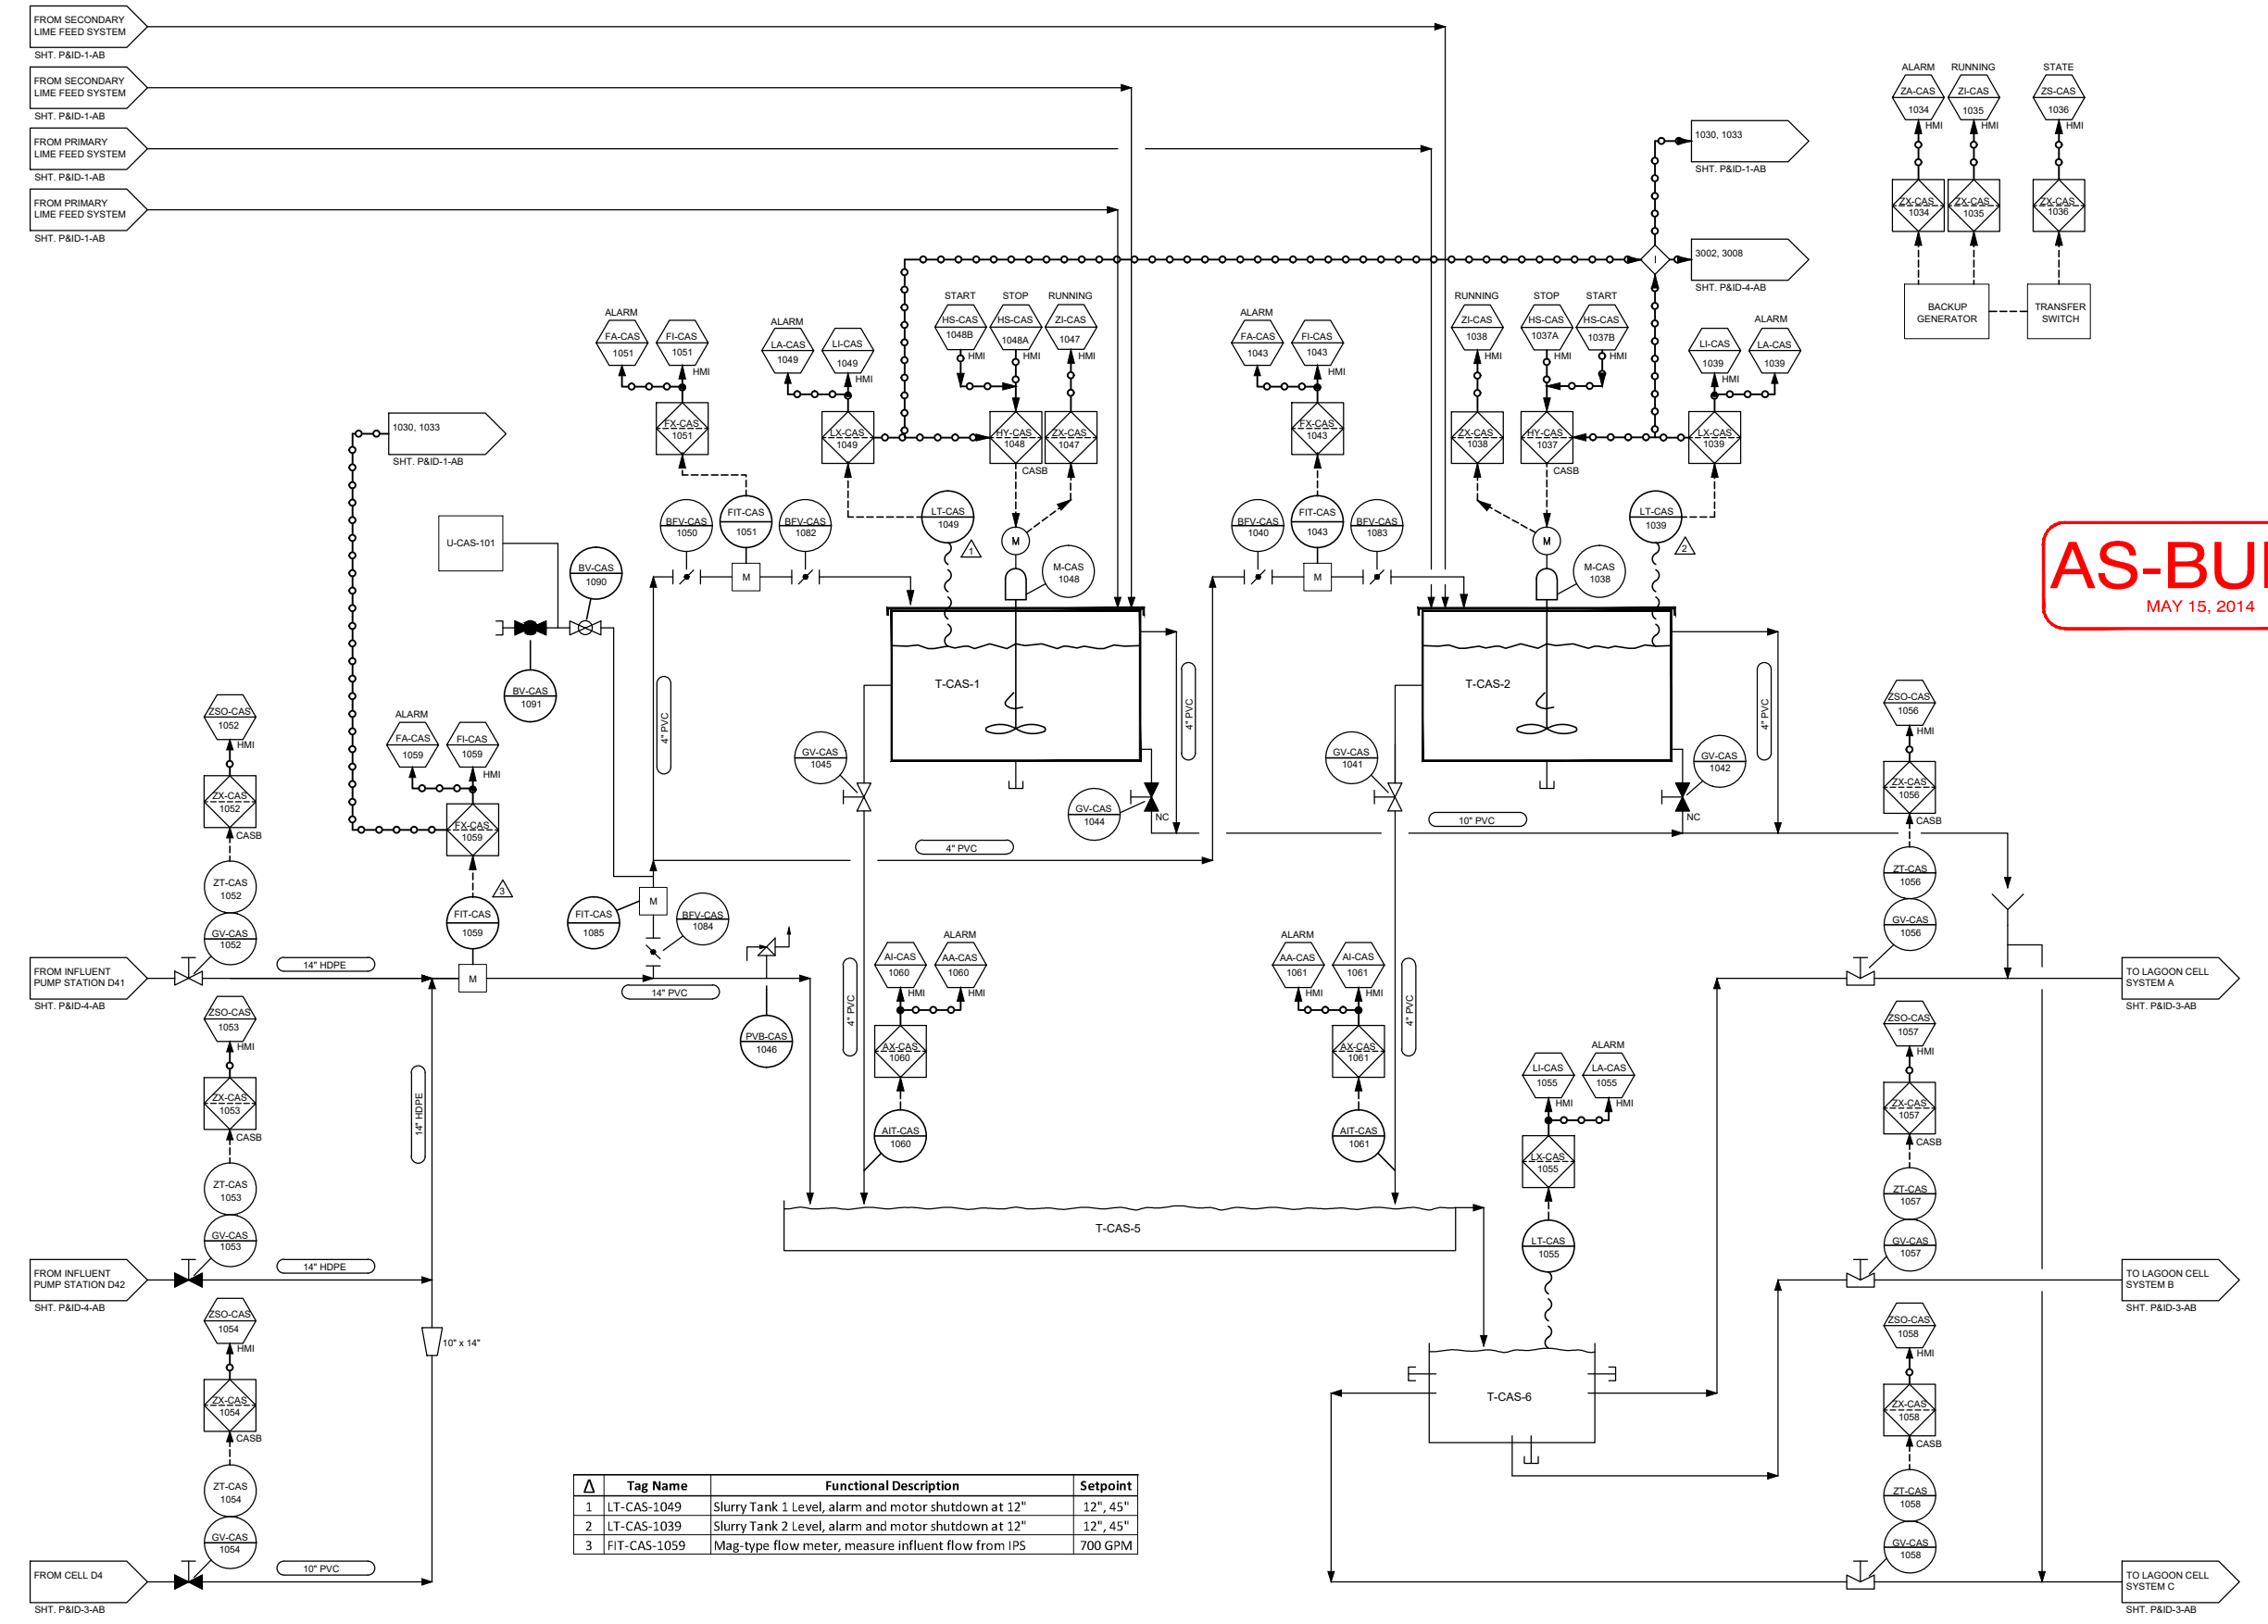 FROM SECONDARY
LIME FEED SYSTEM
SHT. P&ID-1-AB
FROM SECONDARY
LIME FEED SYSTEM
SHT. P&ID-1-AB
FROM PRIMARY
LIME FEED SYSTEM
SHT. P&ID-1-AB
FROM PRIMARY
LIME FEED SYSTEM
SHT. P&ID-1-AB
ALARM
ZA-CAS
1034
HMI
ZX-CAS
1034
RUNNING
ZI-CAS
1035
HMI
ZX-CAS
1035
STATE
ZS-CAS
1036
HMI
ZX-CAS
1036
BACKUP
GENERATOR
TRANSFER
SWITCH
1030, 1033
SHT. P&ID-1-AB
I
3002, 3008
SHT. P&ID-4-AB
ALARM
FA-CAS
1051
FI-CAS
1051
HMI
FX-CAS
1051
ALARM
LA-CAS
1049
LI-CAS
1049
HMI
LX-CAS
1049
START
HS-CAS
1048B
HMI
STOP
HS-CAS
1048A
HMI
RUNNING
ZI-CAS
1047
HMI
HY-CAS
1048
CASB
ZX-CAS
1047
ALARM
FA-CAS
1043
FI-CAS
1043
HMI
FX-CAS
1043
RUNNING
ZI-CAS
1038
HMI
ZX-CAS
1038
STOP
HS-CAS
1037A
HMI
START
HS-CAS
1037B
HMI
HY-CAS
1037
CASB
LI-CAS
1039
HMI
ALARM
LA-CAS
1039
LX-CAS
1039
1030, 1033
SHT. P&ID-1-AB
U-CAS-101
BV-CAS
1090
BV-CAS
1091
BFV-CAS
1050
FIT-CAS
1051
M
BFV-CAS
1082
LT-CAS
1049
1
M
M-CAS
1048
BFV-CAS
1040
FIT-CAS
1043
M
BFV-CAS
1083
M
M-CAS
1038
LT-CAS
1039
2
AS-BU
MAY 15, 2014
T-CAS-1
T-CAS-2
4" PVC
4" PVC
4" PVC
GV-CAS
1045
GV-CAS
1044
NC
GV-CAS
1041
GV-CAS
1042
NC
10" PVC
4" PVC
ZSO-CAS
1052
HMI
ZX-CAS
1052
CASB
ZT-CAS
1052
GV-CAS
1052
FROM INFLUENT
PUMP STATION D41
SHT. P&ID-4-AB
14" HDPE
ALARM
FA-CAS
1059
FI-CAS
1059
HMI
FX-CAS
1059
3
FIT-CAS
1059
M
FIT-CAS
1085
M
BFV-CAS
1084
14" PVC
PVB-CAS
1046
4" PVC
AI-CAS
1060
HMI
ALARM
AA-CAS
1060
HMI
AX-CAS
1060
AIT-CAS
1060
ALARM
AA-CAS
1061
HMI
AI-CAS
1061
HMI
AX-CAS
1061
AIT-CAS
1061
4" PVC
ZSO-CAS
1056
HMI
ZX-CAS
1056
CASB
ZT-CAS
1056
GV-CAS
1056
TO LAGOON CELL
SYSTEM A
SHT. P&ID-3-AB
ZSO-CAS
1053
HMI
ZX-CAS
1053
CASB
ZT-CAS
1053
GV-CAS
1053
FROM INFLUENT
PUMP STATION D42
SHT. P&ID-4-AB
14" HDPE
14" HDPE
10" x 14"
T-CAS-5
LI-CAS
1055
HMI
ALARM
LA-CAS
1055
HMI
LX-CAS
1055
LT-CAS
1055
T-CAS-6
ZSO-CAS
1057
HMI
ZX-CAS
1057
CASB
ZT-CAS
1057
GV-CAS
1057
TO LAGOON CELL
SYSTEM B
SHT. P&ID-3-AB
ZSO-CAS
1054
HMI
ZX-CAS
1054
CASB
ZT-CAS
1054
GV-CAS
1054
FROM CELL D4
SHT. P&ID-3-AB
10" PVC
ZSO-CAS
1058
HMI
ZX-CAS
1058
CASB
ZT-CAS
1058
GV-CAS
1058
TO LAGOON CELL
SYSTEM C
SHT. P&ID-3-AB
Δ Tag Name Functional Description Setpoint
1 LT-CAS-1049 Slurry Tank 1 Level, alarm and motor shutdown at 12" 12", 45"
2 LT-CAS-1039 Slurry Tank 2 Level, alarm and motor shutdown at 12" 12", 45"
3 FIT-CAS-1059 Mag-type flow meter, measure influent flow from IPS 700 GPM